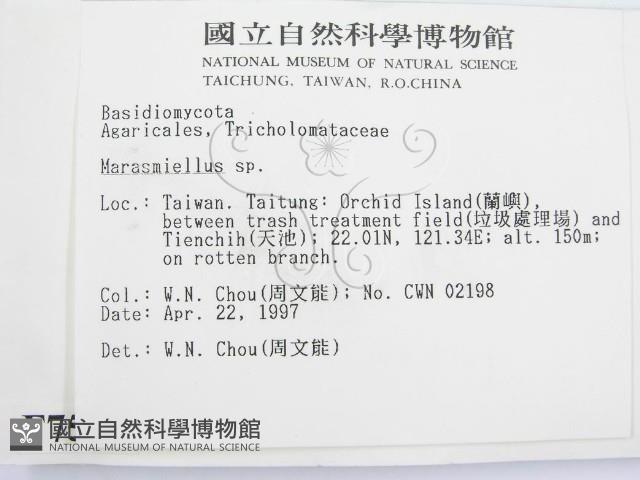 國立自然科學博物館
NATIONAL MUSEUM OF NATURAL SCIENCE
TAICHUNG, TAIWAN, R.O.CHINA
Basidiomycota
Agaricales, Tricholomataceae
Marasmiellus sp.
Loc.: Taiwan. Taitung: Orchid Island(蘭嶼),
between trash treatment field(垃圾處理場) and
Tienchih(天池); 22.01N, 121.34E; alt. 150m;
on rotten branch.
Col.: W.N. Chou(周文能); No. CWN 02198
Date: Apr. 22, 1997
Det.: W.N. Chou(周文能)
國立自然科學博物館
NATIONAL MUSEUM OF NATURAL SCIENCE